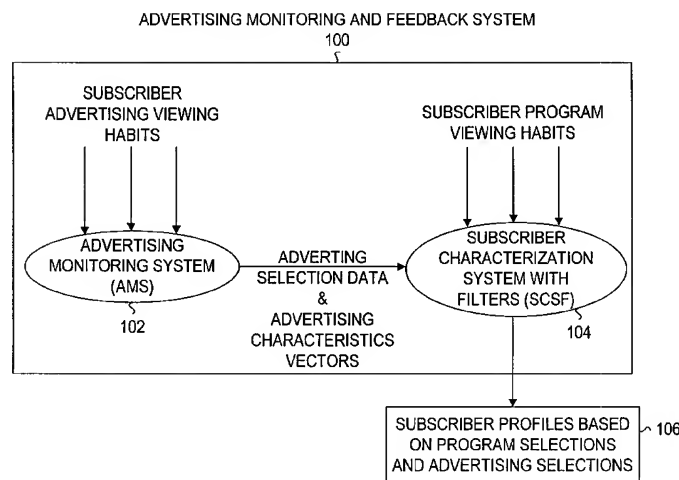 ADVERTISING MONITORING AND FEEDBACK SYSTEM
100
SUBSCRIBER
ADVERTISING VIEWING
HABITS
SUBSCRIBER PROGRAM
VIEWING HABITS
ADVERTISING
MONITORING SYSTEM
(AMS)
102
ADVERTING
SELECTION DATA
&
ADVERTISING
CHARACTERISTICS
VECTORS
SUBSCRIBER
CHARACTERIZATION
SYSTEM WITH
FILTERS (SCSF)
104
SUBSCRIBER PROFILES BASED
ON PROGRAM SELECTIONS
AND ADVERTISING SELECTIONS
106